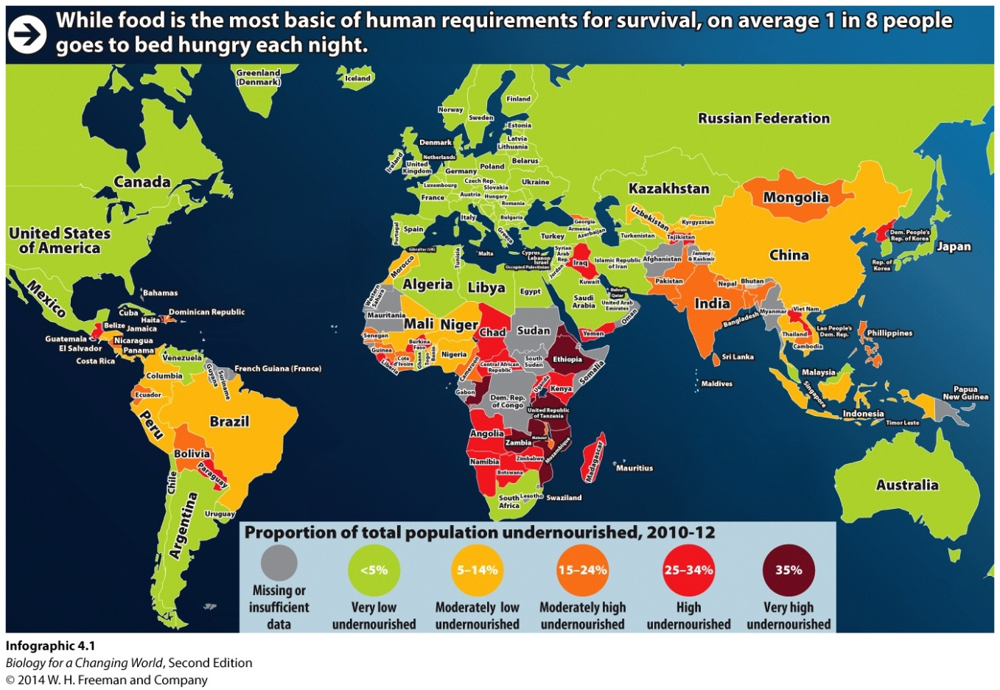 While food is the most basic of human requirements for survival, on average 1 in 8 people
goes to bed hungry each night.
Greenland
(Denmark)
Iceland
Norway
Sweden
Finland
Russian Federation
Estonia
Latvia
Lithuania
Denmark
Netherlands
Ireland
United
Kingdom
Belarus
Poland
Germany
Canada
Czech Rep.
Slovakia
Ukraine
Luxembourg
Austria
Hungary
France
Romania
Kazakhstan
Mongolia
Italy
Bulgaria
Portugal
Spain
Greece
Georgia
Armenia
Azerbaijan
Uzbekistan
Kyrgyzstan
United States
of America
Turkey
Turkenistan
Tajikistan
Dem. People's
Rep. of Korea
Japan
Gibraltar (UK)
Tunisia
Malta
Cyprus
Lebanon
Israel
Occupied Palestinian
Syrian
Arab
Rep.
Jordan
Iraq
Islamic Republic
of Iran
Afghanistan
Jammy
& Kashmir
China
Rep. of
Korea
Morocco
Kuwait
Pakistan
Nepal
Bhutan
Mexico
Bahamas
Western
Sahara
Algeria
Libya
Egypt
Saudi
Arabia
Bahrain
Qatar
United Arab
Emirates
Oman
India
Bangladesh
Myanmar
Viet Nam
Cuba
Haita
Dominican Republic
Belize
Jamaica
Mauritania
Mali
Niger
Chad
Sudan
Yemen
Thailand
Lao People's
Dem. Rep.
Phillippines
Guatemala
El Salvador
Nicaragua
Panama
Costa Rica
Senegan
Guinea
Liberia
Cote
d'Ivoire
Burkina
Faso
Ghana
Togo
Benin
Nigeria
Cameroon
Central African
Republic
South
Sudan
Ethiopia
Somalia
Cambodia
Sri Lanka
Venezuela
Guyana
Suriname
French Guiana (France)
Colombia
Malaysia
Maldives
Singapore
Ecuador
Gabon
Dem. Rep.
of Congo
Uganda
Kenya
Papua
New Guinea
Peru
Brazil
United Republic
of Tanzania
Indonesia
Timor Leste
Bolivia
Angolia
Zambia
Malawi
Mozambique
Madagascar
Paraguay
Namibia
Zimbabwe
Botswana
Mauritius
Chile
Argentina
Uruguay
South
Africa
Lesotho
Swaziland
Australia
Proportion of total population undernourished, 2010-12
<5%
5–14%
15–24%
25–34%
35%
Missing or
insufficient
data
Very low
undernourished
Moderately low
undernourished
Moderately high
undernourished
High
undernourished
Very high
undernourished
Infographic 4.1
Biology for a Changing World, Second Edition
© 2014 W. H. Freeman and Company